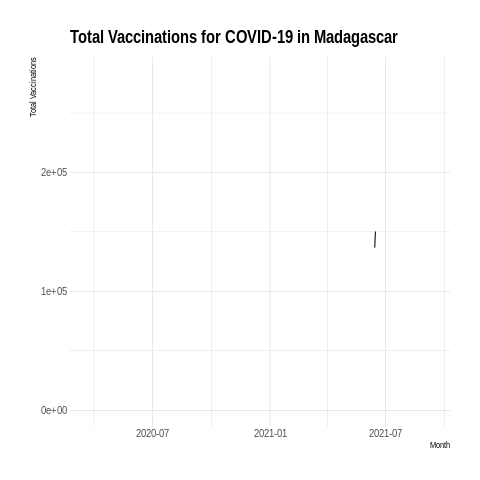 Total Vaccinations for COVID-19 in Madagascar
Total Vaccinations
2e+05
1e+05
0e+00
2020-07
2021-01
2021-07
Month